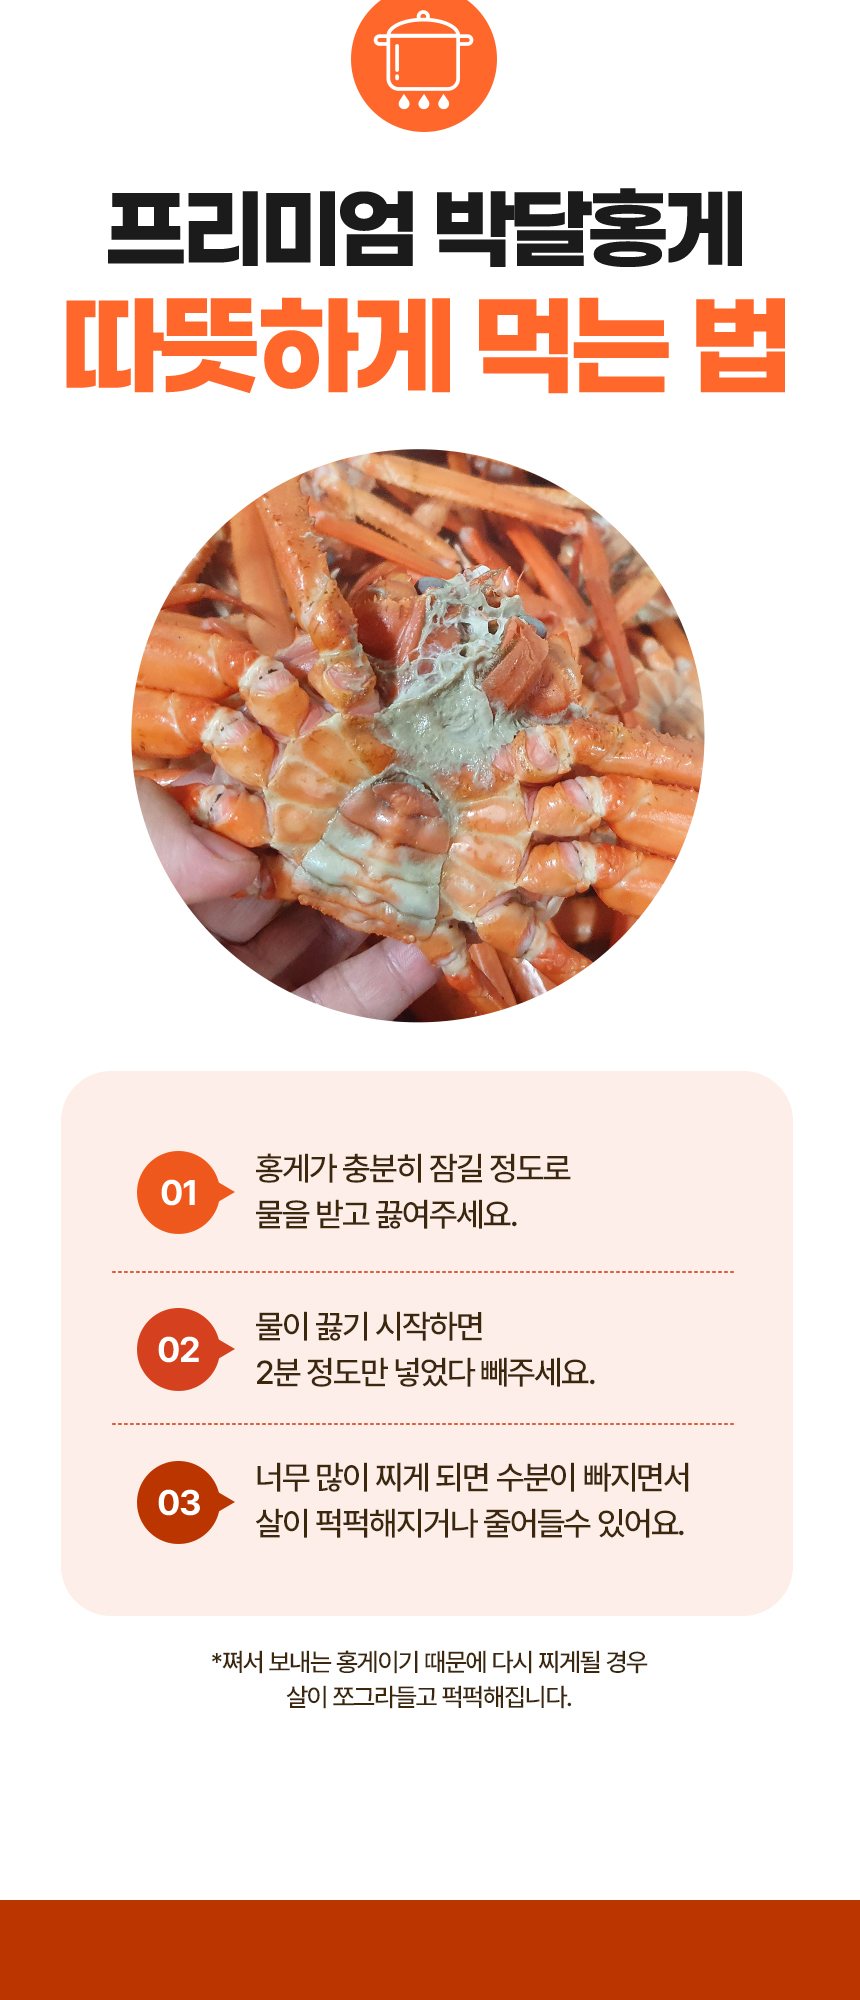 프리미엄 박달홍게
따뜻하게 먹는 법
01
홍게가 충분히 잠길 정도로
물을 받고 끓여주세요.
02
물이 끓기 시작하면
2분 정도만 넣었다 빼주세요.
03
너무 많이 찌게 되면 수분이 빠지면서
살이 퍽퍽해지거나 줄어들수 있어요.
*쪄서 보내는 홍게이기 때문에 다시 찌게될 경우
살이 쪼그라들고 퍽퍽해집니다.